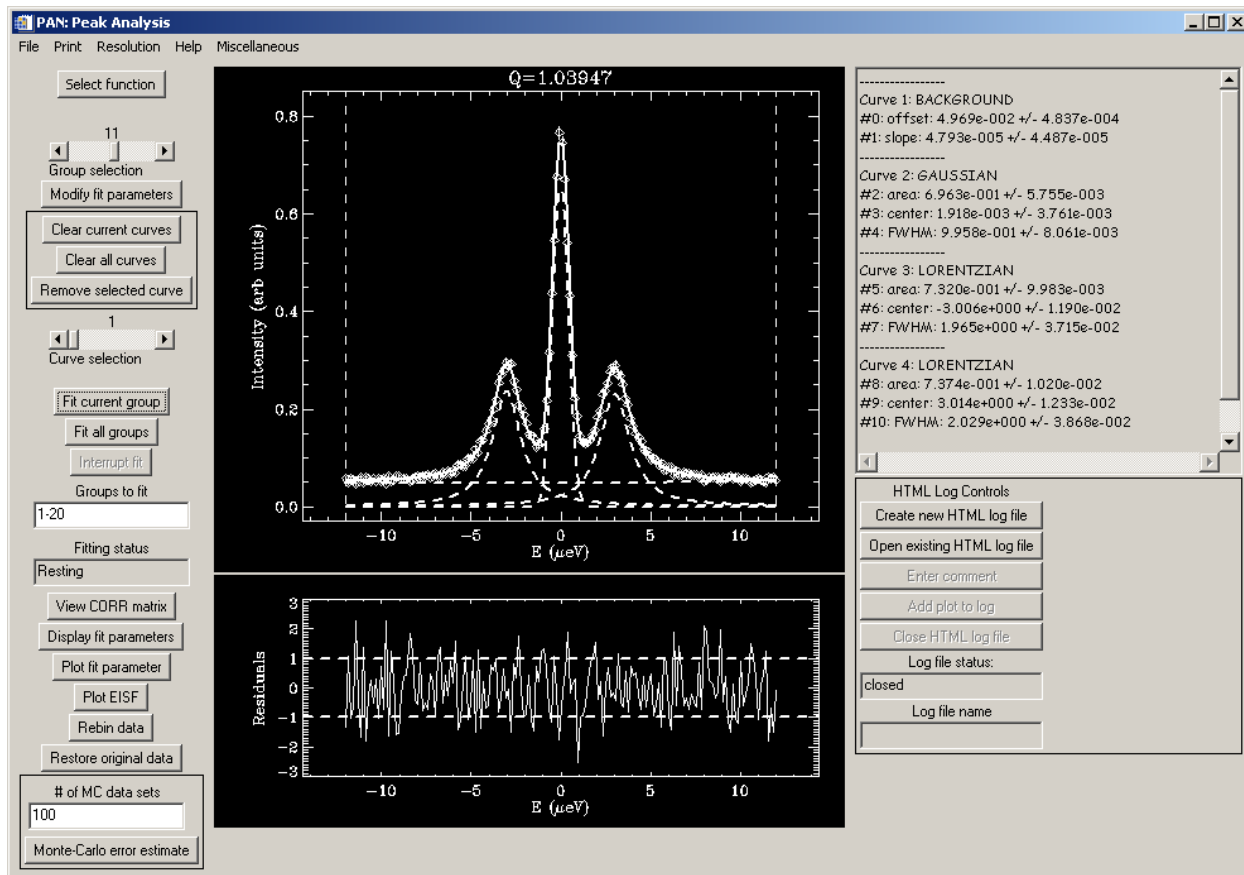 PAN: Peak Analysis
File Print Resolution Help Miscellaneous
Select function
11
Group selection
Modify fit parameters
Clear current curves
Clear all curves
Remove selected curve
1
Curve selection
Fit current group
Fit all groups
Interrupt fit
Groups to fit
1-20
Fitting status
Resting
View CORR matrix
Display fit parameters
Plot fit parameter
Plot EISF
Rebin data
Restore original data
# of MC data sets
100
Monte-Carlo error estimate
Q=1.03947
Intensity (arb units)
0.8
0.6
0.4
0.2
0.0
-10 -5 0 5 10
E (μeV)
Residuals
3
2
1
0
-1
-2
-3
-10 -5 0 5 10
E (μeV)
-----------------
Curve 1: BACKGROUND
#0: offset: 4.969e-002 +/- 4.837e-004
#1: slope: 4.793e-005 +/- 4.487e-005
-----------------
Curve 2: GAUSSIAN
#2: area: 6.963e-001 +/- 5.755e-003
#3: center: 1.918e-003 +/- 3.761e-003
#4: FWHM: 9.958e-001 +/- 8.061e-003
-----------------
Curve 3: LORENTZIAN
#5: area: 7.320e-001 +/- 9.983e-003
#6: center: -3.006e+000 +/- 1.190e-002
#7: FWHM: 1.965e+000 +/- 3.715e-002
-----------------
Curve 4: LORENTZIAN
#8: area: 7.374e-001 +/- 1.020e-002
#9: center: 3.014e+000 +/- 1.233e-002
#10: FWHM: 2.029e+000 +/- 3.868e-002
HTML Log Controls
Create new HTML log file
Open existing HTML log file
Enter comment
Add plot to log
Close HTML log file
Log file status:
closed
Log file name